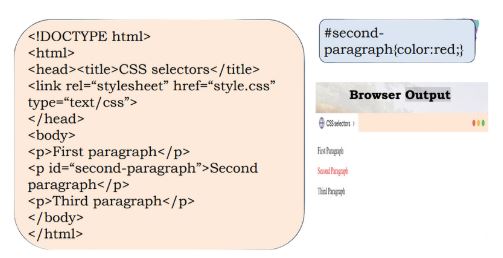 <!DOCTYPE html>
<html>
<head><title>CSS selectors</title>
<link rel=“stylesheet” href=“style.css”
type=“text/css”>
</head>
<body>
<p>First paragraph</p>
<p id=“second-paragraph”>Second
paragraph</p>
<p>Third paragraph</p>
</body>
</html>
#second-
paragraph{color:red;}
Browser Output
CSS selectors
First Paragraph
Second Paragraph
Third Paragraph